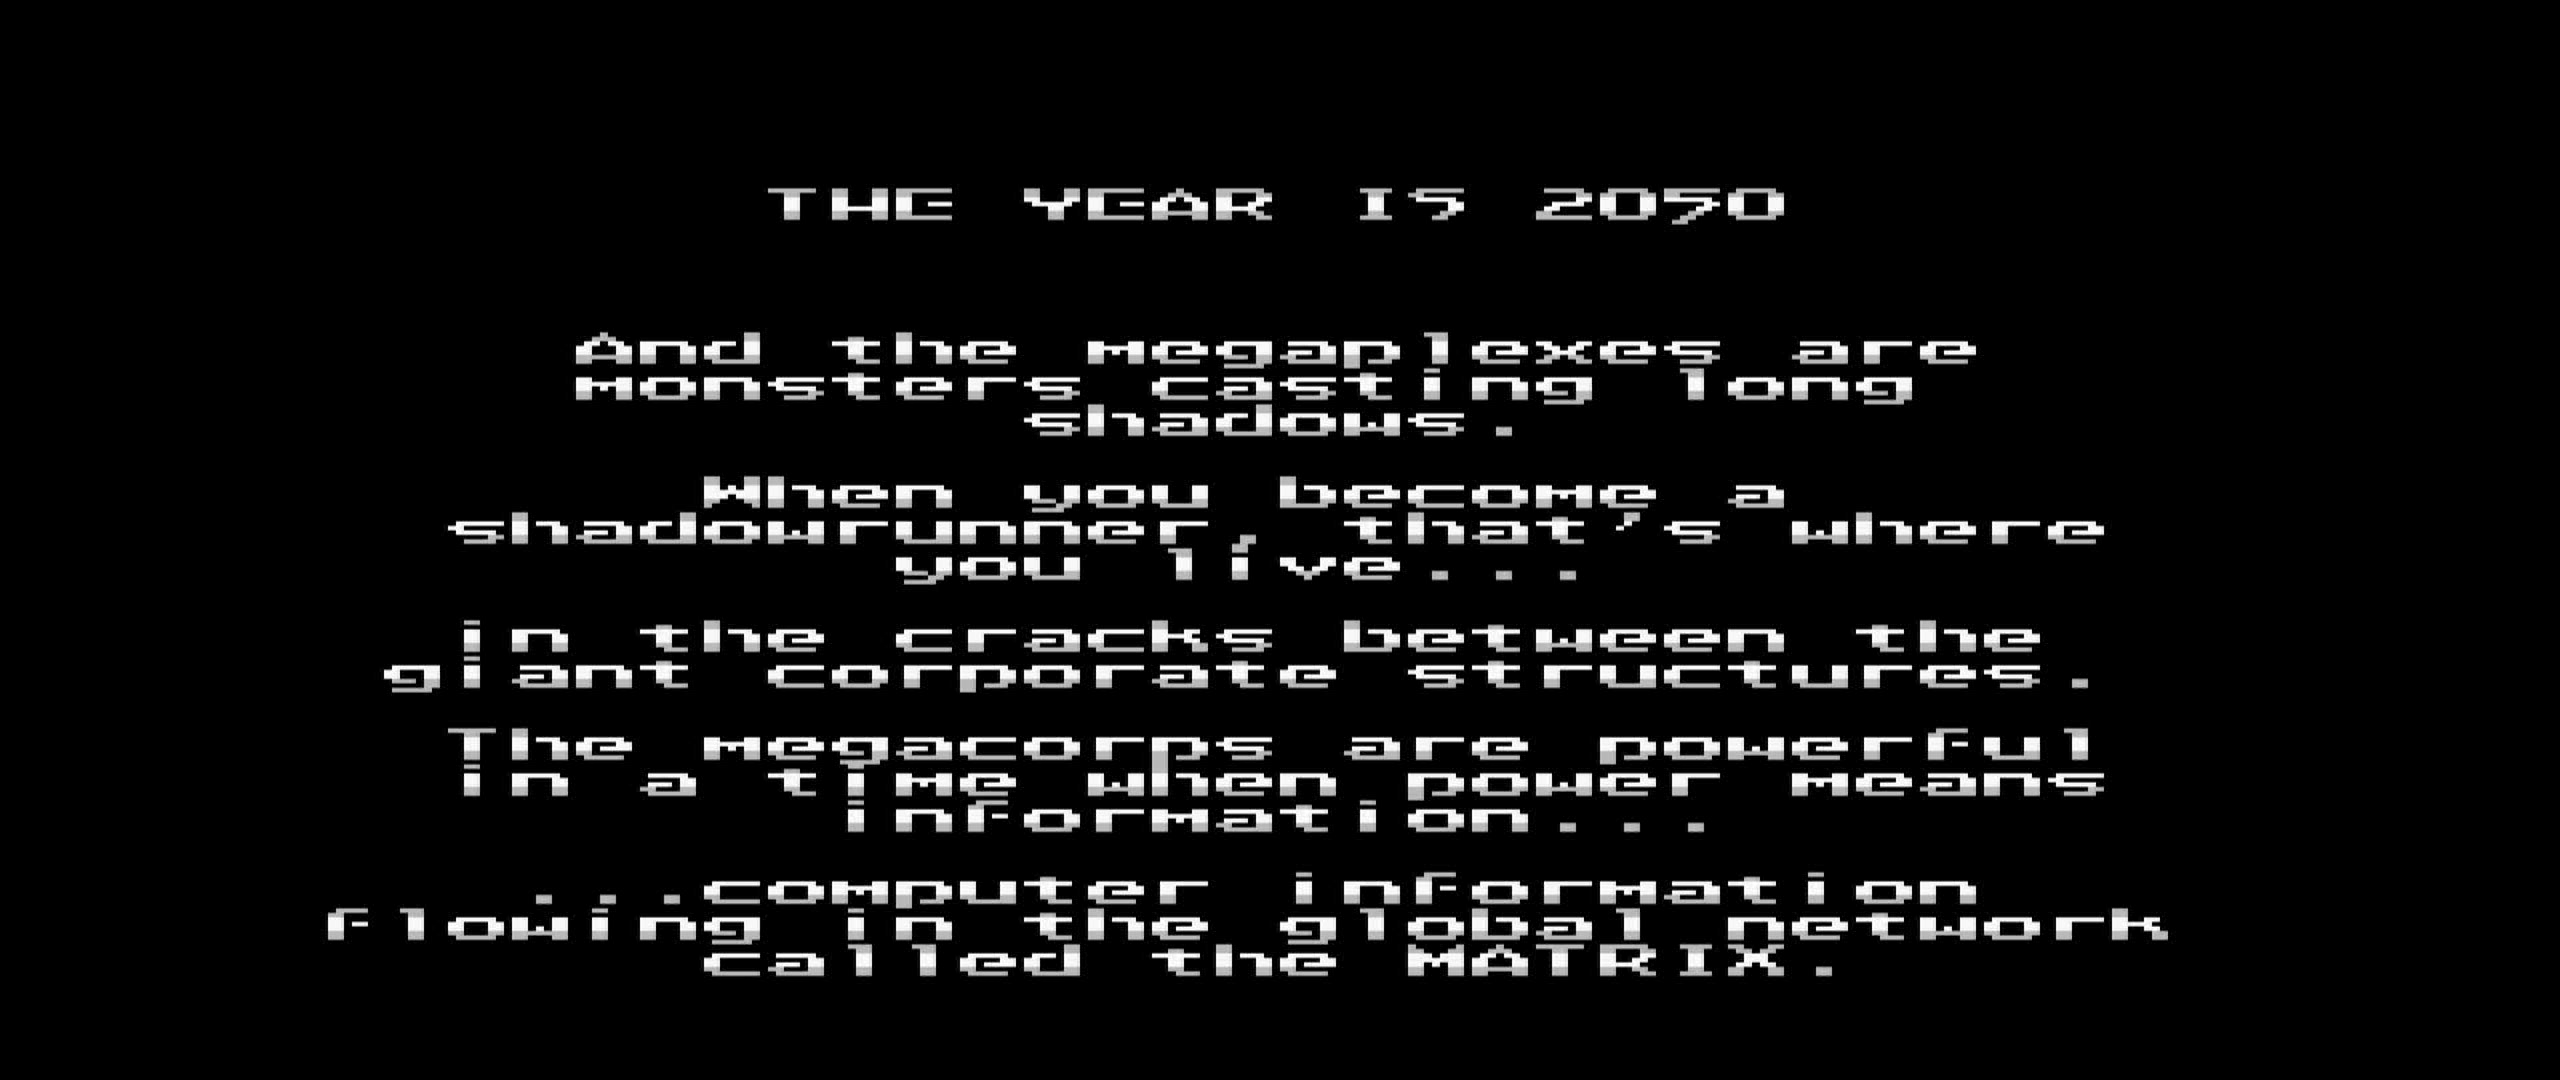 THE YEAR IS 2050
And the megaplexes are
monsters casting long
shadows.
When you become a
shadowrunner, that's where
you live...
in the cracks between the
giant corporate structures.
The megacorps are powerful
in a time when power means
information...
...computer information
flowing in the global network
called the MATRIX.